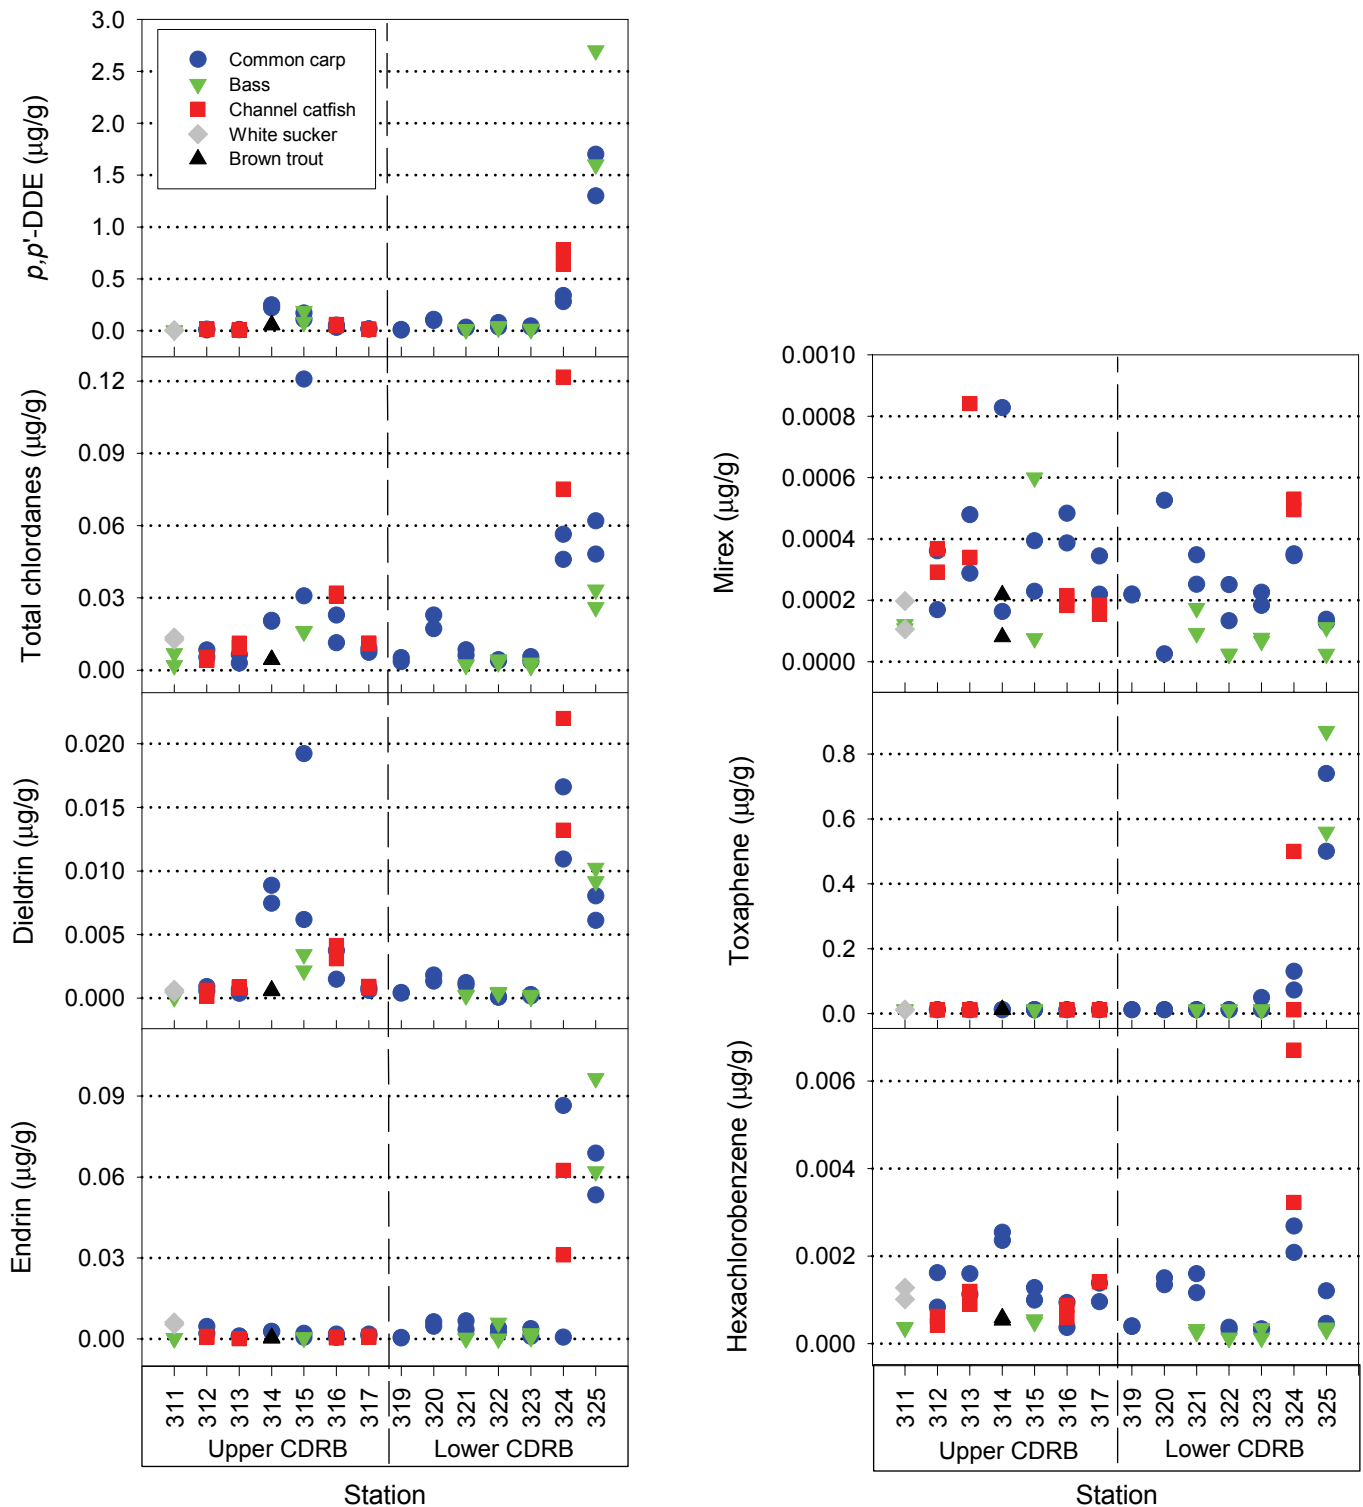 Common carp
Bass
Channel catfish
White sucker
Brown trout
p,p'-DDE (µg/g)
3.0
2.5
2.0
1.5
1.0
0.5
0.0
Total chlordanes (µg/g)
0.12
0.09
0.06
0.03
0.00
Dieldrin (µg/g)
0.020
0.015
0.010
0.005
0.000
Endrin (µg/g)
0.09
0.06
0.03
0.00
311 312 313 314 315 316 317 319 320 321 322 323 324 325
Upper CDRB Lower CDRB
Station
Mirex (µg/g)
0.0010
0.0008
0.0006
0.0004
0.0002
0.0000
Toxaphene (µg/g)
0.8
0.6
0.4
0.2
0.0
Hexachlorobenzene (µg/g)
0.006
0.004
0.002
0.000
311 312 313 314 315 316 317 319 320 321 322 323 324 325
Upper CDRB Lower CDRB
Station